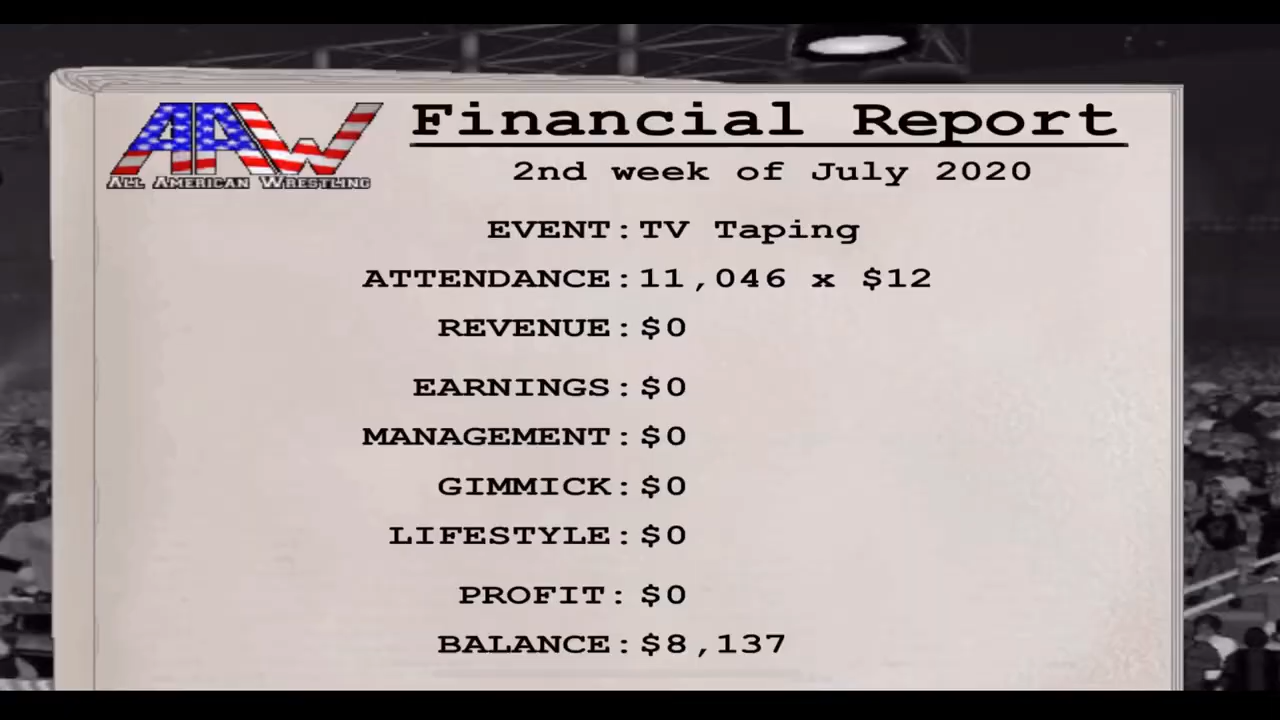 AAW
ALL AMERICAN WRESTLING
Financial Report
2nd week of July 2020
EVENT: TV Taping
ATTENDANCE: 11,046 x $12
REVENUE: $0
EARNINGS: $0
MANAGEMENT: $0
GIMMICK: $0
LIFESTYLE: $0
PROFIT: $0
BALANCE: $8,137